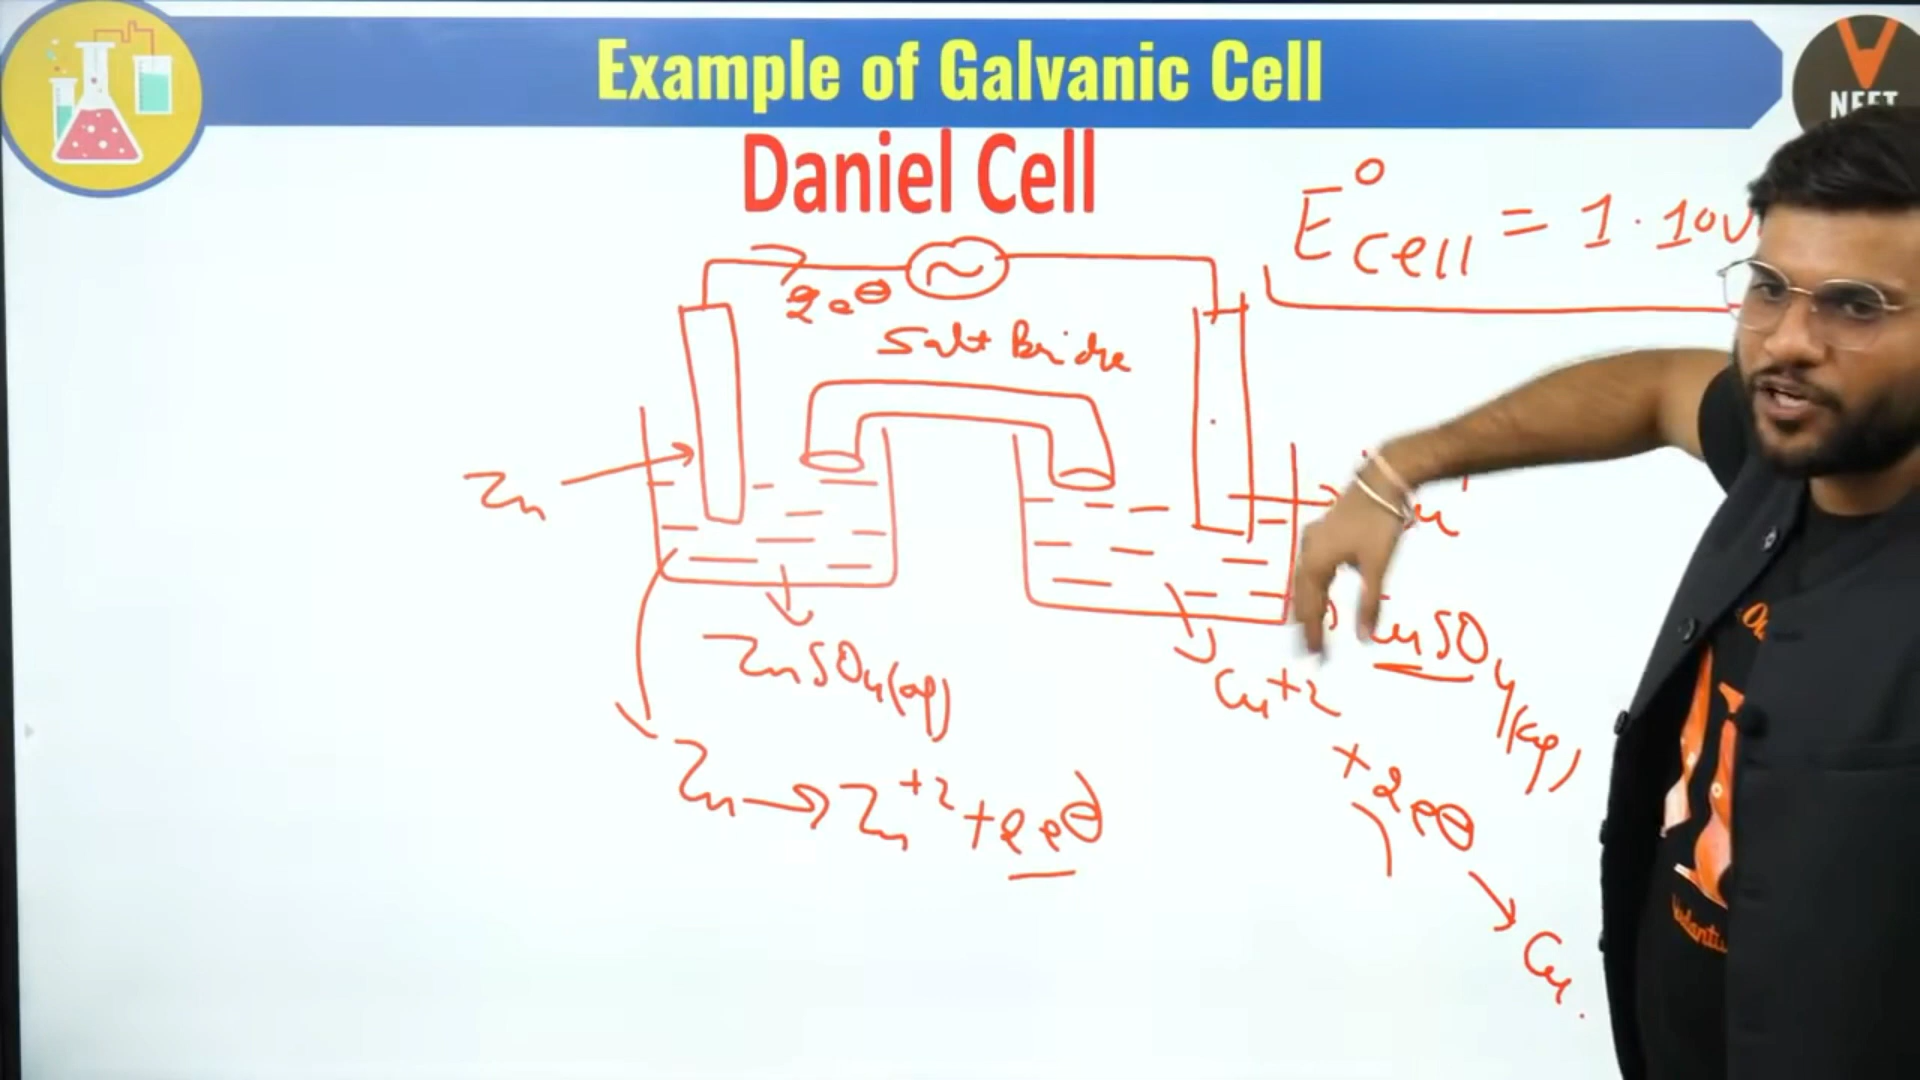 Example of Galvanic Cell
NEET
Daniel Cell
E°cell = 1.10V
2e⊖
Salt Bridge
Zn
ZnSO4(aq)
CuSO4(aq)
Cu+2
+ 2e⊖
→ Cu
Zn → Zn+2 + 2e⊖